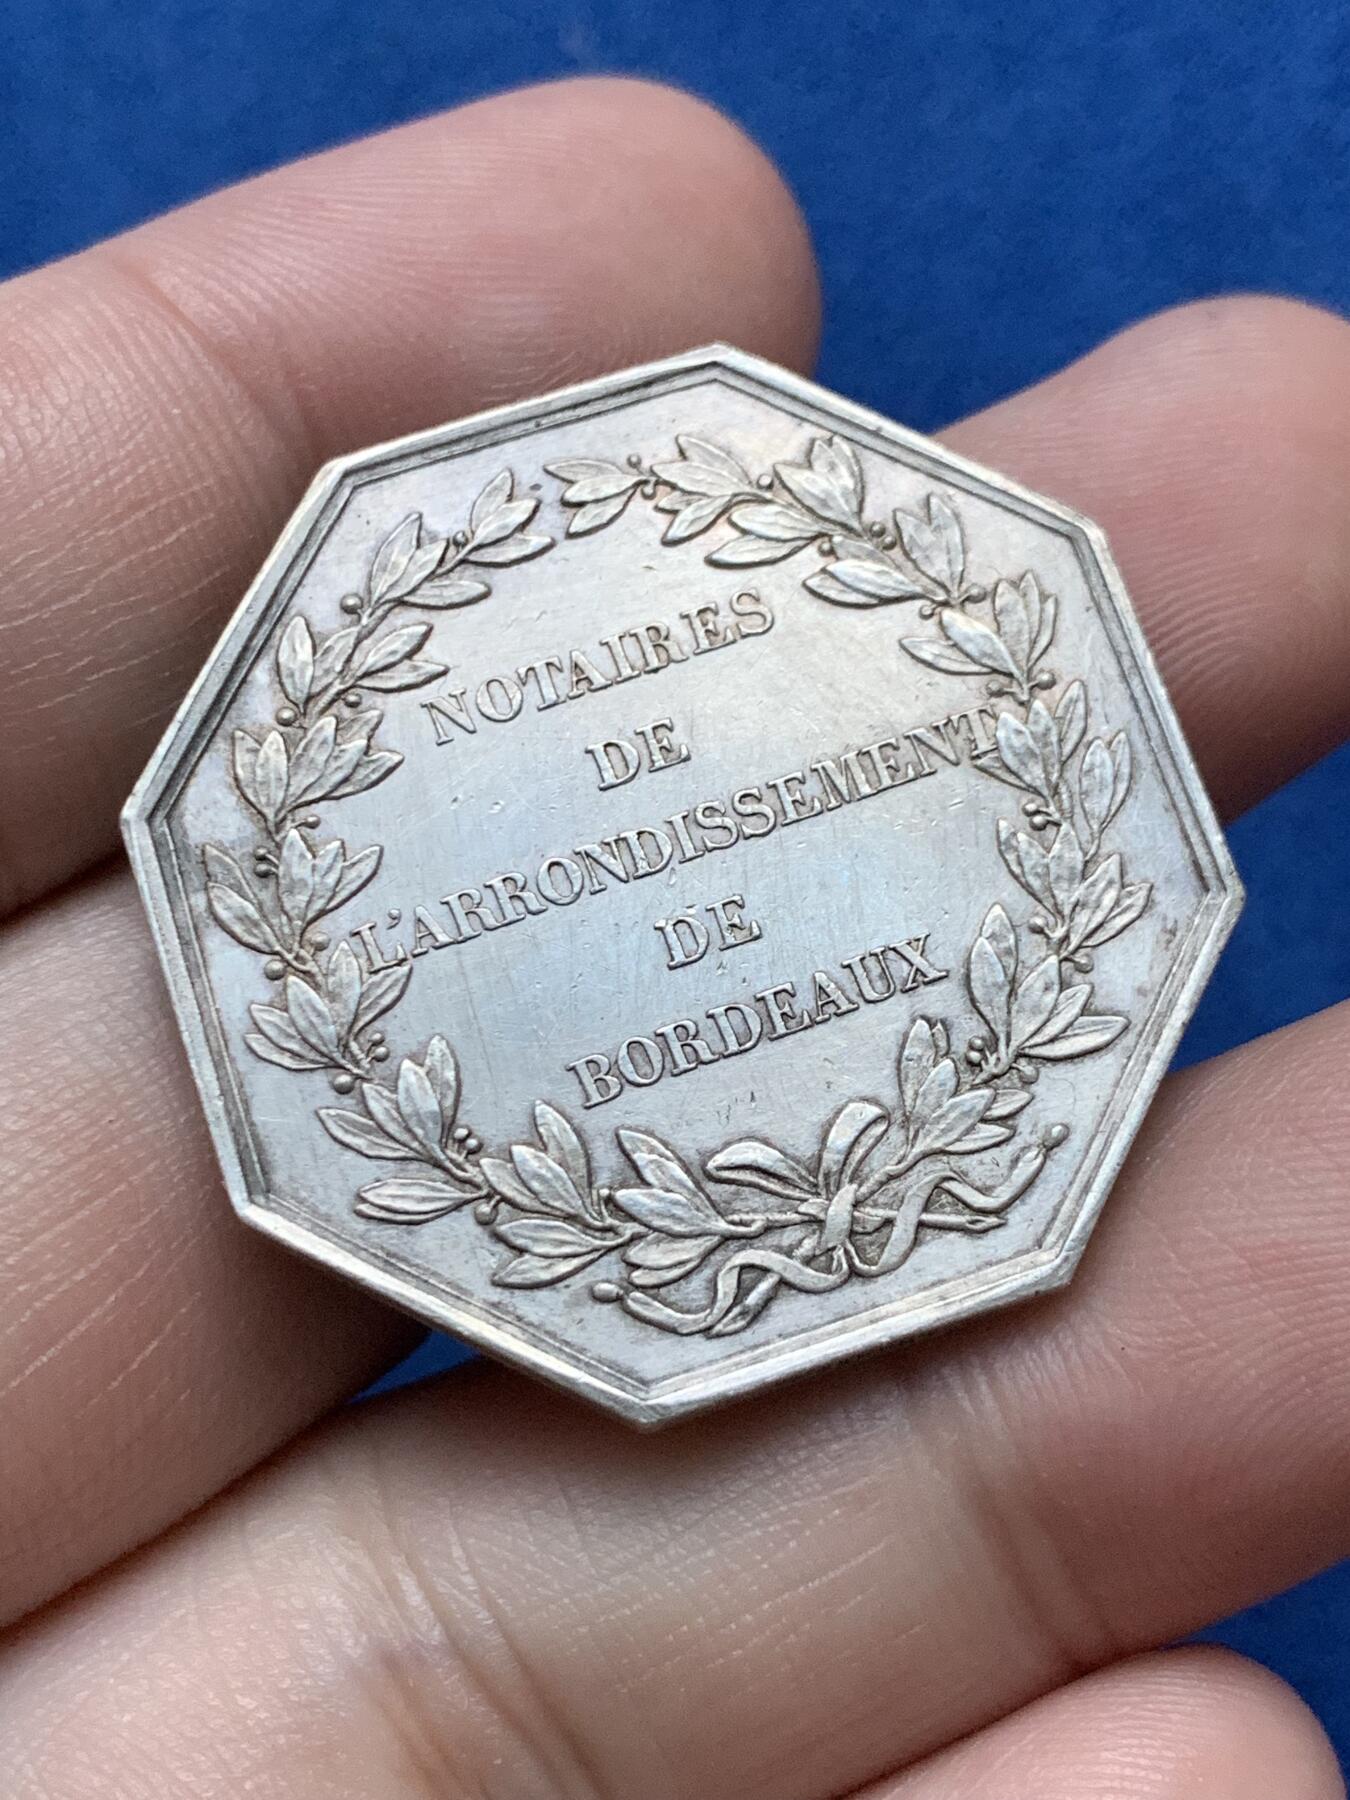 NOTAIRES
DE
L'ARRONDISSEMENT
DE
BORDEAUX